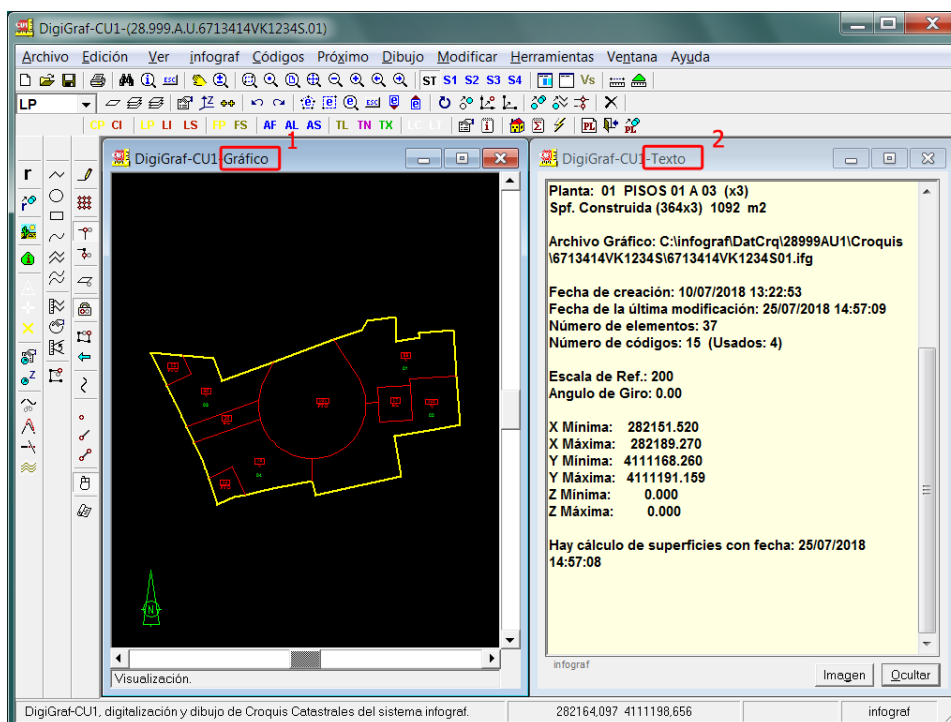 DigiGraf-CU1-(28.999.A.U.6713414VK1234S.01)
Archivo Edición Ver infograf Códigos Próximo Dibujo Modificar Herramientas Ventana Ayuda
ST S1 S2 S3 S4 Vs
LP
CP CI LP LI LS FP FS AF AL AS TL TN TX LC LT PL
1
2
DigiGraf-CU1-Gráfico
DigiGraf-CU1-Texto
Planta: 01 PISOS 01 A 03 (x3)
Spf. Construida (364x3) 1092 m2
Archivo Gráfico: C:\infograf\DatCrq\28999AU1\Croquis
\6713414VK1234S\6713414VK1234S01.ifg
Fecha de creación: 10/07/2018 13:22:53
Fecha de la última modificación: 25/07/2018 14:57:09
Número de elementos: 37
Número de códigos: 15 (Usados: 4)
Escala de Ref.: 200
Angulo de Giro: 0.00
X Mínima: 282151.520
X Máxima: 282189.270
Y Mínima: 4111168.260
Y Máxima: 4111191.159
Z Mínima: 0.000
Z Máxima: 0.000
Hay cálculo de superficies con fecha: 25/07/2018
14:57:08
N
Visualización.
infograf
Imagen Ocultar
DigiGraf-CU1, digitalización y dibujo de Croquis Catastrales del sistema infograf. 282164,097 4111198,656 infograf